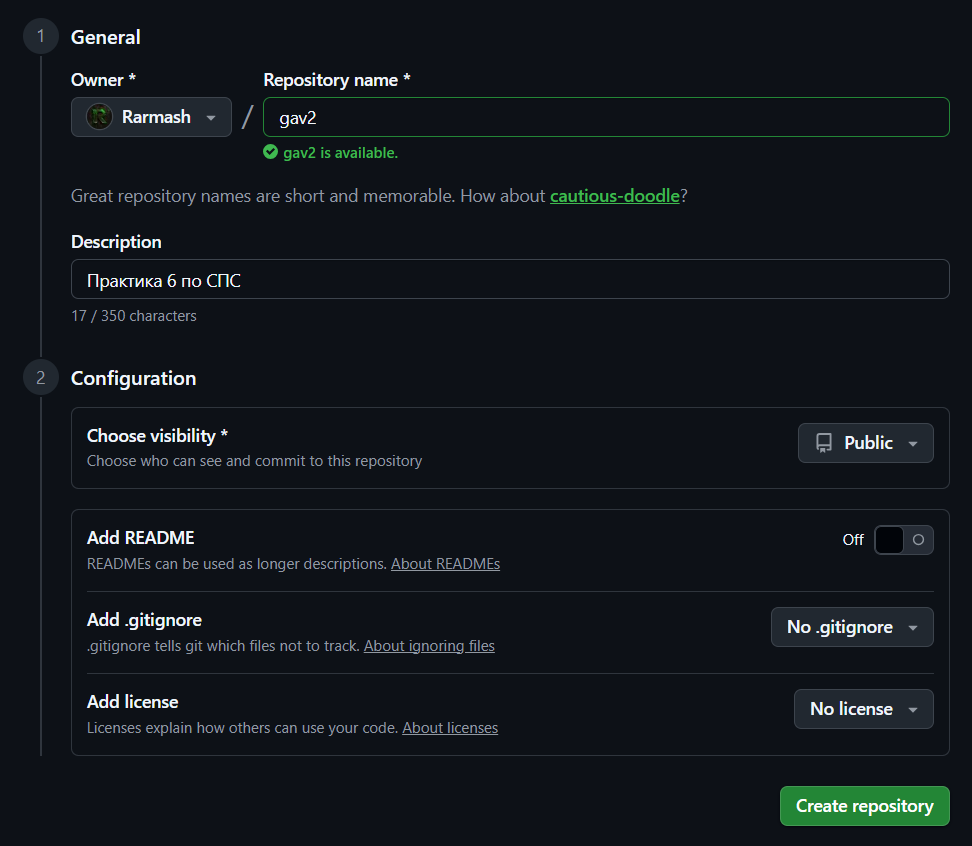 1 General
Owner * Repository name *
Rarmash / gav2
gav2 is available.
Great repository names are short and memorable. How about cautious-doodle?
Description
Практика 6 по СПС
17 / 350 characters
2 Configuration
Choose visibility *
Choose who can see and commit to this repository
Public
Add README
READMEs can be used as longer descriptions. About READMEs
Off
Add .gitignore
.gitignore tells git which files not to track. About ignoring files
No .gitignore
Add license
Licenses explain how others can use your code. About licenses
No license
Create repository